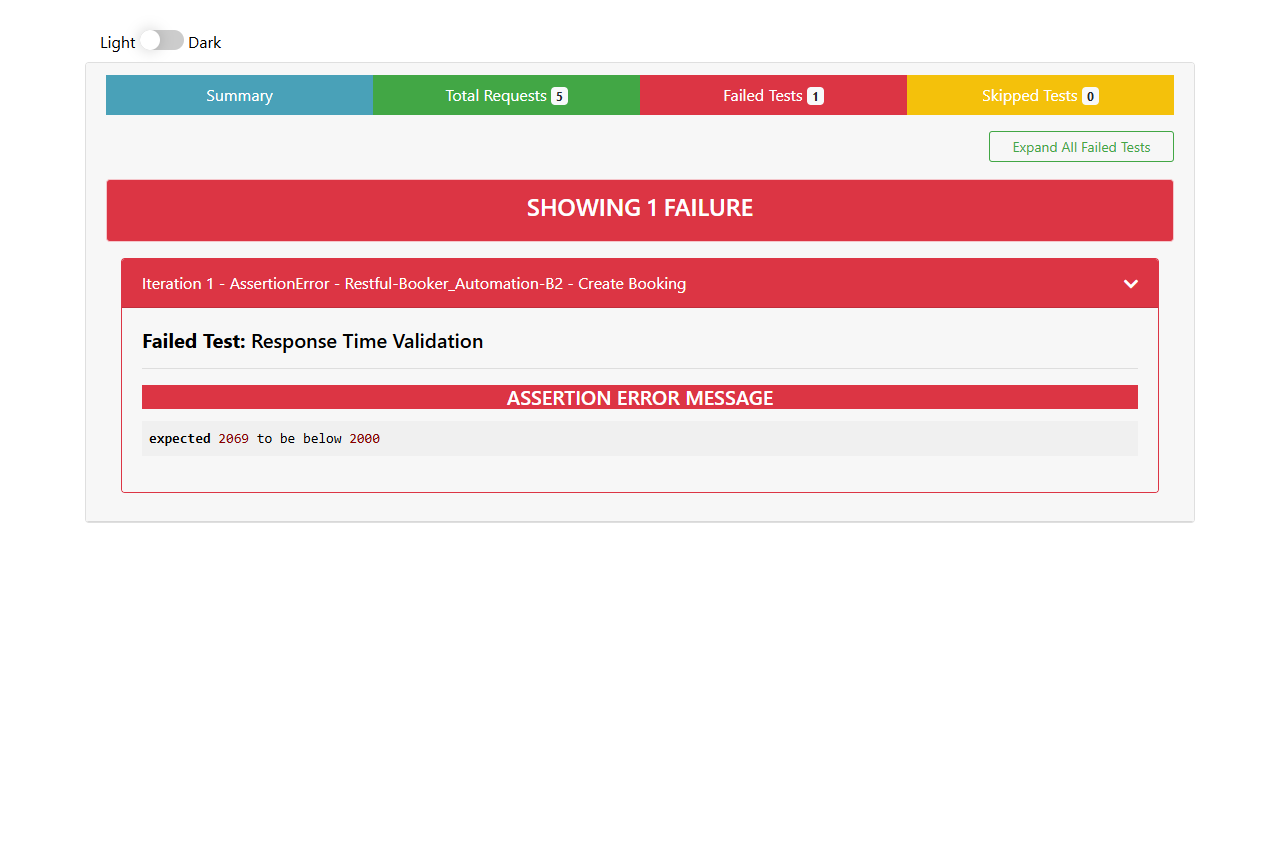 Light Dark
Summary Total Requests 5 Failed Tests 1 Skipped Tests 0
Expand All Failed Tests
SHOWING 1 FAILURE
Iteration 1 - AssertionError - Restful-Booker_Automation-B2 - Create Booking
Failed Test: Response Time Validation
ASSERTION ERROR MESSAGE
expected 2069 to be below 2000